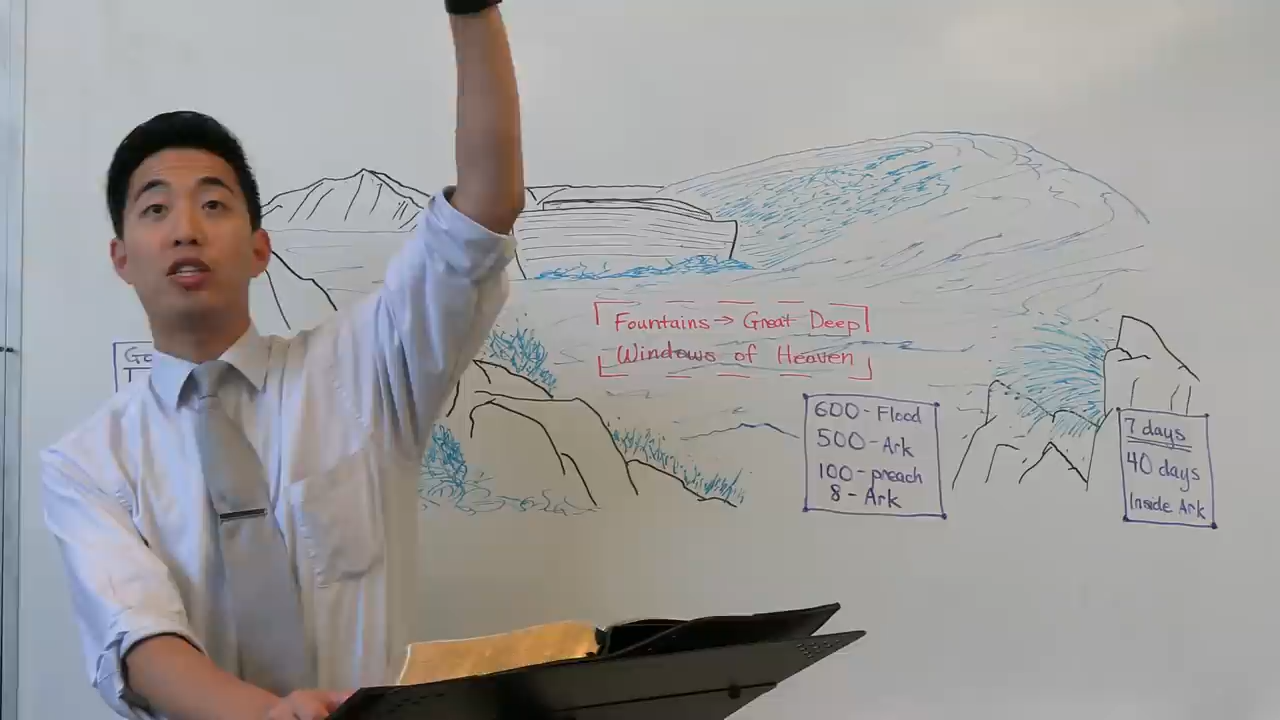 Fountains → Great Deep
Windows of Heaven
600 - Flood
500 - Ark
100 - preach
8 - Ark
7 days
40 days
Inside Ark